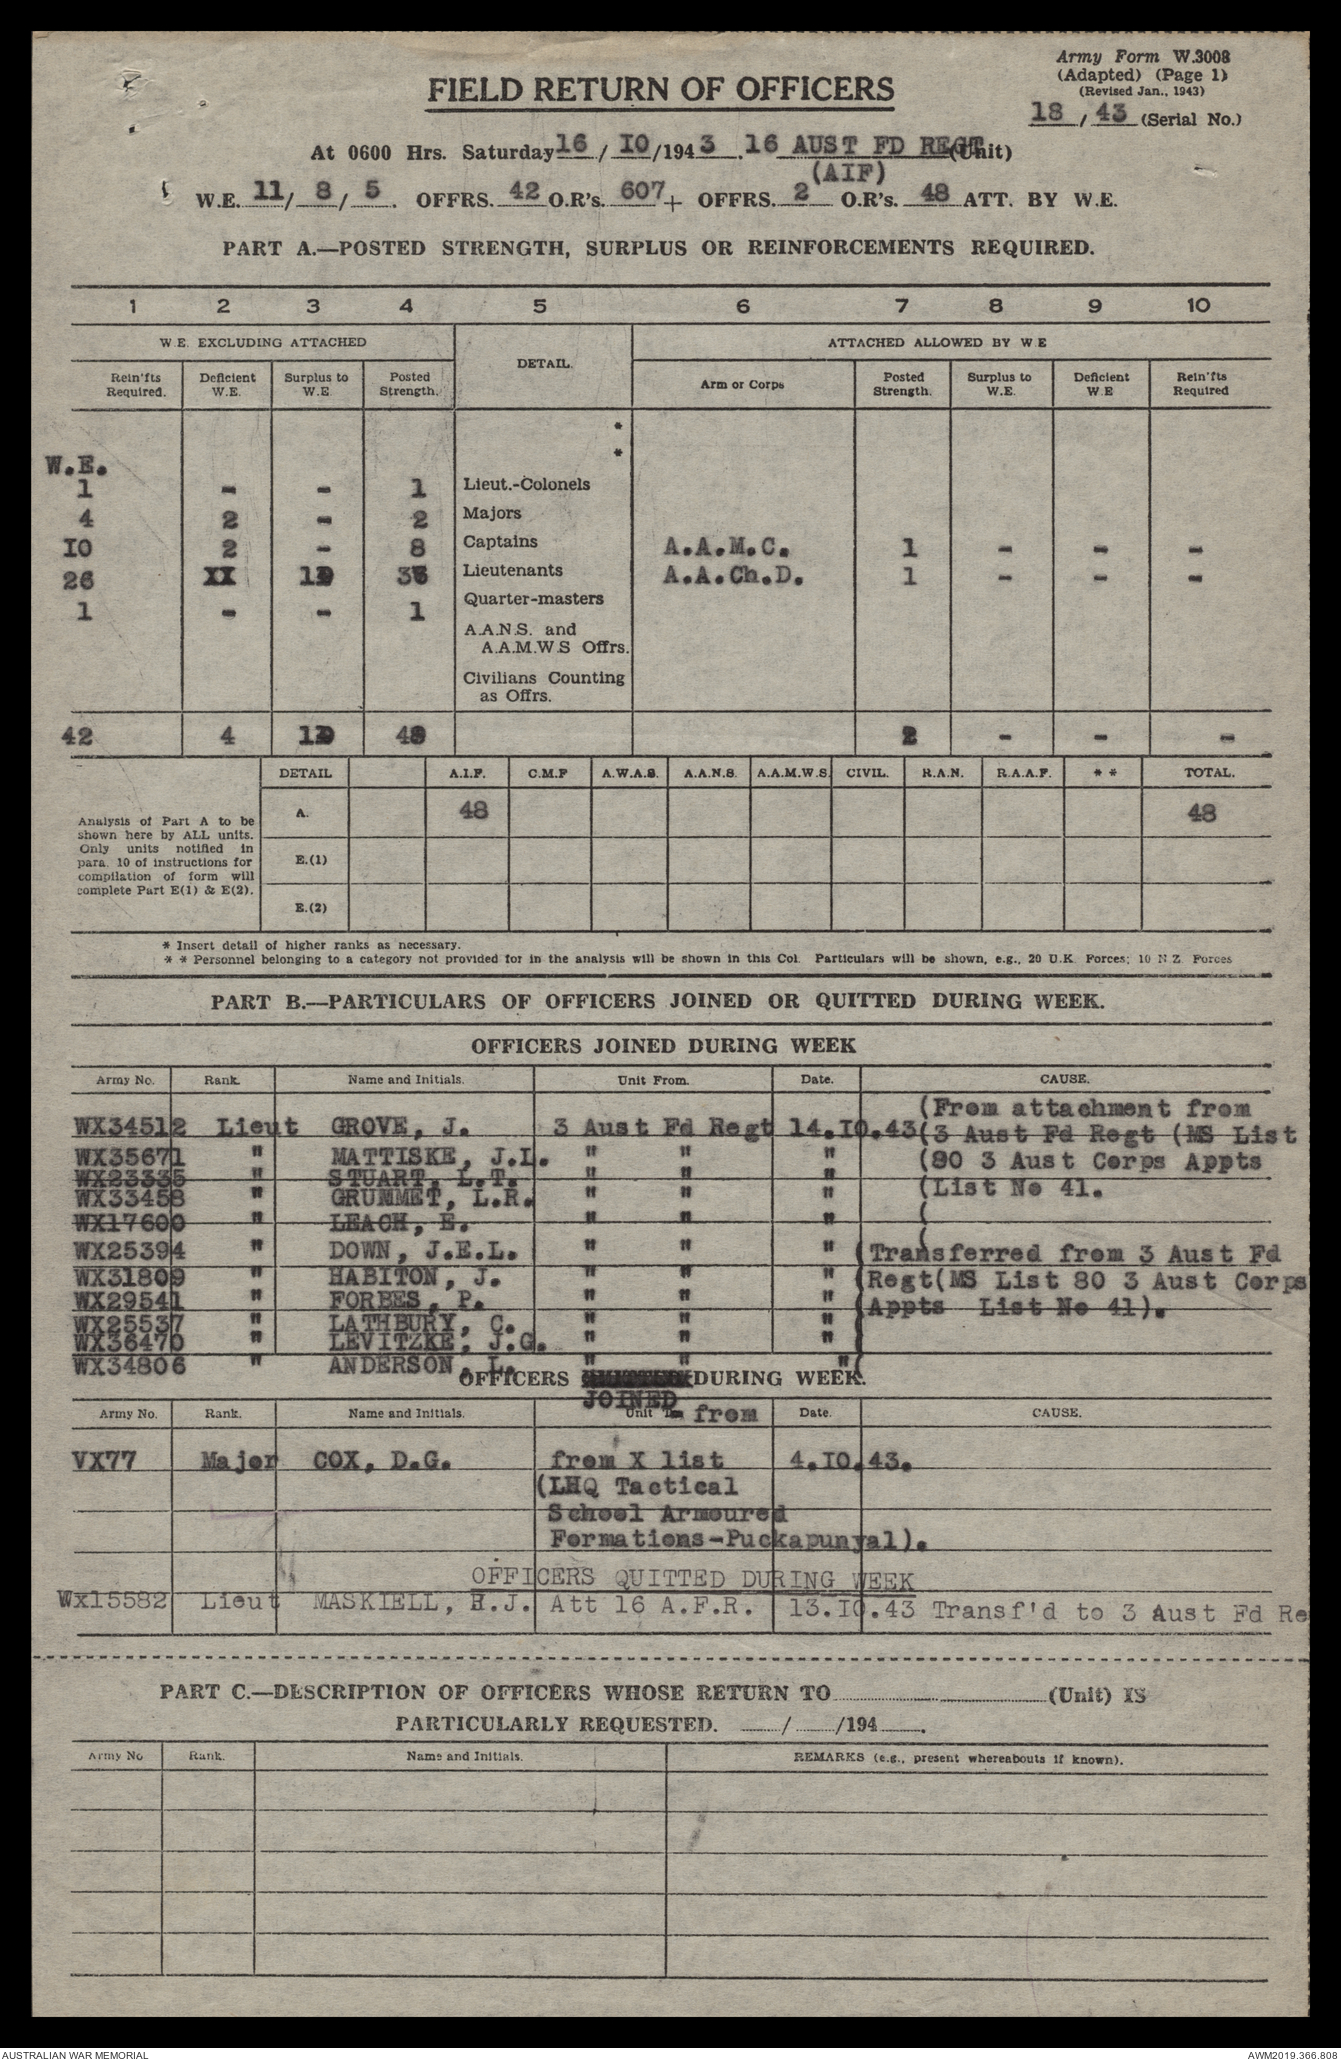 Army Form W.3008
(Adapted) (Page 1)
(Revised Jan., 1943)
18 / 43 (Serial No.)
FIELD RETURN OF OFFICERS
At 0600 Hrs. Saturday 16 / IO /1943 . 16 AUST FD REGT (Unit)
(AIF)
W.E. 11/ 8 / 5 . OFFRS. 42 O.R's. 607 + OFFRS. 2 O.R's. 48 ATT. BY W.E.
PART A.—POSTED STRENGTH, SURPLUS OR REINFORCEMENTS REQUIRED.
1 2 3 4 5 6 7 8 9 10
W.E. EXCLUDING ATTACHED DETAIL. ATTACHED ALLOWED BY W.E
Rein'fts Required. Deficient W.E. Surplus to W.E. Posted Strength. Arm or Corps Posted Strength. Surplus to W.E. Deficient W.E Rein'fts Required
*
*
W.E.
1 - - 1 Lieut.-Colonels
4 2 - 2 Majors
IO 2 - 8 Captains A.A.M.C. 1 - - -
26 Lieutenants A.A.Ch.D. 1 - - -
1 - - 1 Quarter-masters
A.A.N.S. and
A.A.M.W.S Offrs.
Civilians Counting
as Offrs.
42 4 2 - - -
DETAIL A.I.F. C.M.F A.W.A.S. A.A.N.S. A.A.M.W.S. CIVIL. R.A.N. R.A.A.F. * * TOTAL.
A. 48 48
Analysis of Part A to be
shown here by ALL units.
Only units notified in
para. 10 of instructions for
compilation of form will
complete Part E(1) & E(2).
E.(1)
E.(2)
* Insert detail of higher ranks as necessary.
* * Personnel belonging to a category not provided for in the analysis will be shown in this Col. Particulars will be shown, e.g., 20 U.K. Forces; 10 N.Z. Forces
PART B.—PARTICULARS OF OFFICERS JOINED OR QUITTED DURING WEEK.
OFFICERS JOINED DURING WEEK
Army No. Rank. Name and Initials. Unit From. Date. CAUSE.
(From attachment from
WX34512 Lieut GROVE, J. 3 Aust Fd Regt 14.IO.43 (3 Aust Fd Regt (MS List
WX35671 " MATTISKE, J.L. " " " (80 3 Aust Corps Appts
WX23335 " STUART, L.T. " " "
WX33458 " GRUMMET, L.R. " " " (List No 41.
WX17600 " LEACH, E. " " " (
WX25394 " DOWN, J.E.L. " " " (Transferred from 3 Aust Fd
WX31809 " HABITON, J. " " " (Regt(MS List 80 3 Aust Corps
WX29541 " FORBES, P. " " " (Appts List No 41).
WX25537 " LATHBURY, C. " " " (
WX36470 " LEVITZKE, J.G. " " " (
WX34806 " ANDERSON, L. " " " (
OFFICERS DURING WEEK.
JOINED
Army No. Rank. Name and Initials. Unit - from Date. CAUSE.
VX77 Major COX, D.G. from X list 4.IO.43.
(LHQ Tactical
School Armoured
Formations-Puckapunyal).
OFFICERS QUITTED DURING WEEK
Wx15582 Lieut MASKIELL, H.J. Att 16 A.F.R. 13.IO.43 Transf'd to 3 Aust Fd Re
PART C.—DESCRIPTION OF OFFICERS WHOSE RETURN TO (Unit) IS
PARTICULARLY REQUESTED. / /194 .
Army No Rank. Name and Initials. REMARKS (e.g., present whereabouts if known).
AUSTRALIAN WAR MEMORIAL AWM2019.366.808